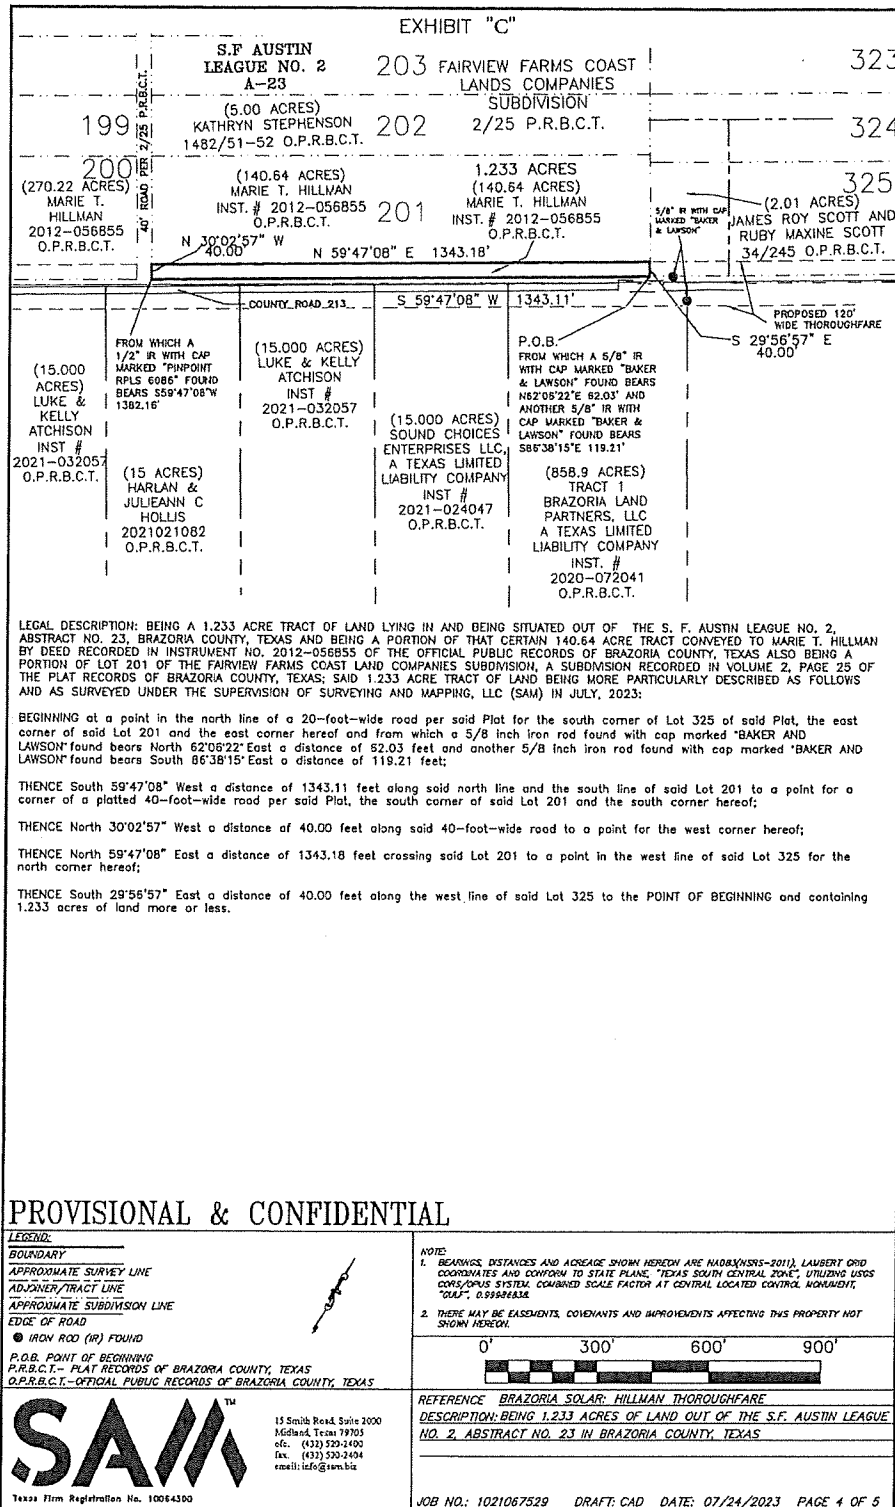 EXHIBIT "C"
S.F AUSTIN
LEAGUE NO. 2
A-23
203 FAIRVIEW FARMS COAST
LANDS COMPANIES
SUBDIVISION
2/25 P.R.B.C.T.
323
199
40' ROAD PER 2/25 P.R.B.C.T.
(5.00 ACRES)
KATHRYN STEPHENSON
1482/51-52 O.P.R.B.C.T.
202
324
200
(270.22 ACRES)
MARIE T.
HILLMAN
2012-056855
O.P.R.B.C.T.
(140.64 ACRES)
MARIE T. HILLMAN
INST. # 2012-056855
O.P.R.B.C.T.
201
1.233 ACRES
(140.64 ACRES)
MARIE T. HILLMAN
INST. # 2012-056855
O.P.R.B.C.T.
5/8" IR WITH CAP
MARKED "BAKER
& LAWSON"
325
(2.01 ACRES)
JAMES ROY SCOTT AND
RUBY MAXINE SCOTT
34/245 O.P.R.B.C.T.
N 30'02'57" W
40.00'
N 59'47'08" E 1343.18'
COUNTY ROAD 213
S 59'47'08" W 1343.11'
PROPOSED 120'
WIDE THOROUGHFARE
S 29'56'57" E
40.00'
FROM WHICH A
1/2" IR WITH CAP
MARKED "PINPOINT
RPLS 6086" FOUND
BEARS S59'47'08"W
1382.16'
P.O.B.
FROM WHICH A 5/8" IR
WITH CAP MARKED "BAKER
& LAWSON" FOUND BEARS
N62'06'22"E 62.03' AND
ANOTHER 5/8" IR WITH
CAP MARKED "BAKER &
LAWSON" FOUND BEARS
S86'38'15"E 119.21'
(15.000
ACRES)
LUKE &
KELLY
ATCHISON
INST #
2021-032057
O.P.R.B.C.T.
(15 ACRES)
HARLAN &
JULIEANN C
HOLLIS
2021021082
O.P.R.B.C.T.
(15.000 ACRES)
LUKE & KELLY
ATCHISON
INST #
2021-032057
O.P.R.B.C.T.
(15.000 ACRES)
SOUND CHOICES
ENTERPRISES LLC,
A TEXAS LIMITED
LIABILITY COMPANY
INST #
2021-024047
O.P.R.B.C.T.
(858.9 ACRES)
TRACT 1
BRAZORIA LAND
PARTNERS, LLC
A TEXAS LIMITED
LIABILITY COMPANY
INST. #
2020-072041
O.P.R.B.C.T.
LEGAL DESCRIPTION: BEING A 1.233 ACRE TRACT OF LAND LYING IN AND BEING SITUATED OUT OF THE S. F. AUSTIN LEAGUE NO. 2,
ABSTRACT NO. 23, BRAZORIA COUNTY, TEXAS AND BEING A PORTION OF THAT CERTAIN 140.64 ACRE TRACT CONVEYED TO MARIE T. HILLMAN
BY DEED RECORDED IN INSTRUMENT NO. 2012-056855 OF THE OFFICIAL PUBLIC RECORDS OF BRAZORIA COUNTY, TEXAS ALSO BEING A
PORTION OF LOT 201 OF THE FAIRVIEW FARMS COAST LAND COMPANIES SUBDIVISION, A SUBDIVISION RECORDED IN VOLUME 2, PAGE 25 OF
THE PLAT RECORDS OF BRAZORIA COUNTY, TEXAS; SAID 1.233 ACRE TRACT OF LAND BEING MORE PARTICULARLY DESCRIBED AS FOLLOWS
AND AS SURVEYED UNDER THE SUPERVISION OF SURVEYING AND MAPPING, LLC (SAM) IN JULY, 2023:
BEGINNING at a point in the north line of a 20-foot-wide road per said Plat for the south corner of Lot 325 of said Plat, the east
corner of said Lot 201 and the east corner hereof and from which a 5/8 inch iron rod found with cap marked "BAKER AND
LAWSON" found bears North 62'06'22" East a distance of 62.03 feet and another 5/8 inch iron rod found with cap marked "BAKER AND
LAWSON" found bears South 86'38'15" East a distance of 119.21 feet;
THENCE South 59'47'08" West a distance of 1343.11 feet along said north line and the south line of said Lot 201 to a point for a
corner of a platted 40-foot-wide road per said Plat, the south corner of said Lot 201 and the south corner hereof;
THENCE North 30'02'57" West a distance of 40.00 feet along said 40-foot-wide road to a point for the west corner hereof;
THENCE North 59'47'08" East a distance of 1343.18 feet crossing said Lot 201 to a point in the west line of said Lot 325 for the
north corner hereof;
THENCE South 29'56'57" East a distance of 40.00 feet along the west line of said Lot 325 to the POINT OF BEGINNING and containing
1.233 acres of land more or less.
PROVISIONAL & CONFIDENTIAL
LEGEND:
BOUNDARY
APPROXIMATE SURVEY LINE
ADJOINER/TRACT LINE
APPROXIMATE SUBDIVISION LINE
EDGE OF ROAD
IRON ROD (IR) FOUND
P.O.B. POINT OF BEGINNING
P.R.B.C.T.- PLAT RECORDS OF BRAZORIA COUNTY, TEXAS
O.P.R.B.C.T.-OFFICIAL PUBLIC RECORDS OF BRAZORIA COUNTY, TEXAS
NOTE:
1. BEARINGS, DISTANCES AND ACREAGE SHOWN HEREON ARE NAD83(NSRS-2011), LAMBERT GRID
COORDINATES AND CONFORM TO STATE PLANE, "TEXAS SOUTH CENTRAL ZONE", UTILIZING USGS
CORS/OPUS SYSTEM. COMBINED SCALE FACTOR AT CENTRAL LOCATED CONTROL MONUMENT,
"GULF", 0.99986838.
2. THERE MAY BE EASEMENTS, COVENANTS AND IMPROVEMENTS AFFECTING THIS PROPERTY NOT
SHOWN HEREON.
0' 300' 600' 900'
SAM™
Texas Firm Registration No. 10064300
15 Smith Road, Suite 2000
Midland, Texas 79705
ofc. (432) 520-2400
fax. (432) 520-2404
email: info@sam.biz
REFERENCE BRAZORIA SOLAR: HILLMAN THOROUGHFARE
DESCRIPTION: BEING 1.233 ACRES OF LAND OUT OF THE S.F. AUSTIN LEAGUE
NO. 2, ABSTRACT NO. 23 IN BRAZORIA COUNTY, TEXAS
JOB NO.: 1021067529 DRAFT: CAD DATE: 07/24/2023 PAGE 4 OF 5